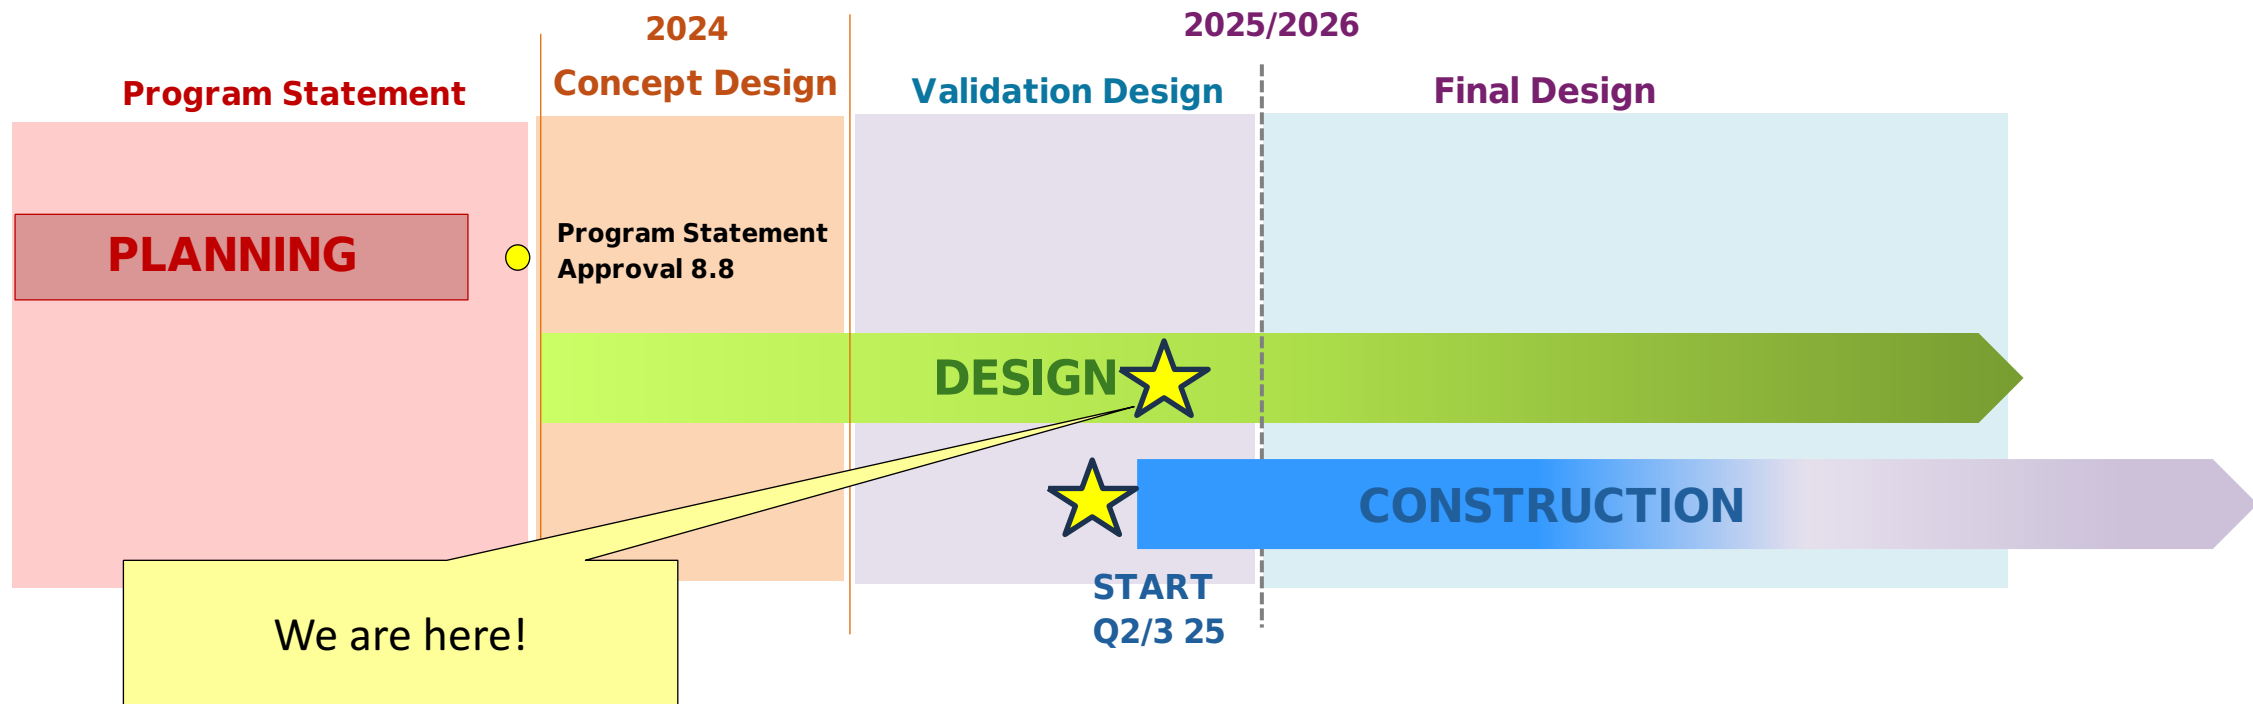 2024
2025/2026
Program Statement
Concept Design
Validation Design
Final Design
PLANNING
Program Statement
Approval 8.8
DESIGN
CONSTRUCTION
START
Q2/3 25
We are here!